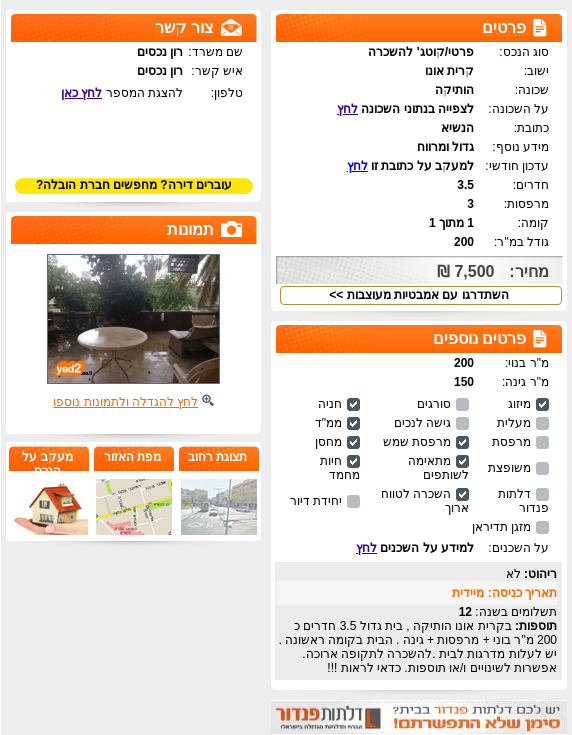 פרטים
סוג הנכס: פרטי/קוטג' להשכרה
ישוב: קרית אונו
שכונה: הותיקה
על השכונה: לצפייה בנתוני השכונה לחץ
כתובת: הנשיא
מידע נוסף: גדול ומרווח
עדכון חודשי: למעקב על כתובת זו לחץ
חדרים: 3.5
מרפסות: 3
קומה: 1 מתוך 1
גודל במ"ר: 200
מחיר: 7,500 ₪
השתדרגו עם אמבטיות מעוצבות >>
פרטים נוספים
מ"ר בנוי: 200
מ"ר גינה: 150
מיזוג סורגים חניה
מעלית גישה לנכים ממ"ד
מרפסת מרפסת שמש מחסן
משופצת מתאימה לשותפים חיות מחמד
דלתות פנדור השכרה לטווח ארוך יחידת דיור
מזגן תדיראן
על השכנים: למידע על השכנים לחץ
ריהוט: לא
תאריך כניסה: מיידית
תשלומים בשנה: 12
תוספות: בקרית אונו הותיקה , בית גדול 3.5 חדרים כ
200 מ"ר בוני + מרפסות + גינה . הבית בקומה ראשונה .
יש לעלות מדרגות לבית .להשכרה לתקופה ארוכה.
אפשרות לשינויים ו/או תוספות. כדאי לראות !!!
יש לכם דלתות פנדור בבית?
סימן שלא התפשרתם!
דלתות פנדור
חברת הדלתות הגדולה בישראל
צור קשר
שם משרד: רון נכסים
איש קשר: רון נכסים
טלפון: להצגת המספר לחץ כאן
עוברים דירה? מחפשים חברת הובלה?
תמונות
yad2
.co.il
לחץ להגדלה ולתמונות נוספו
תצוגת רחוב
מפת האזור
מעקב על
הנכס